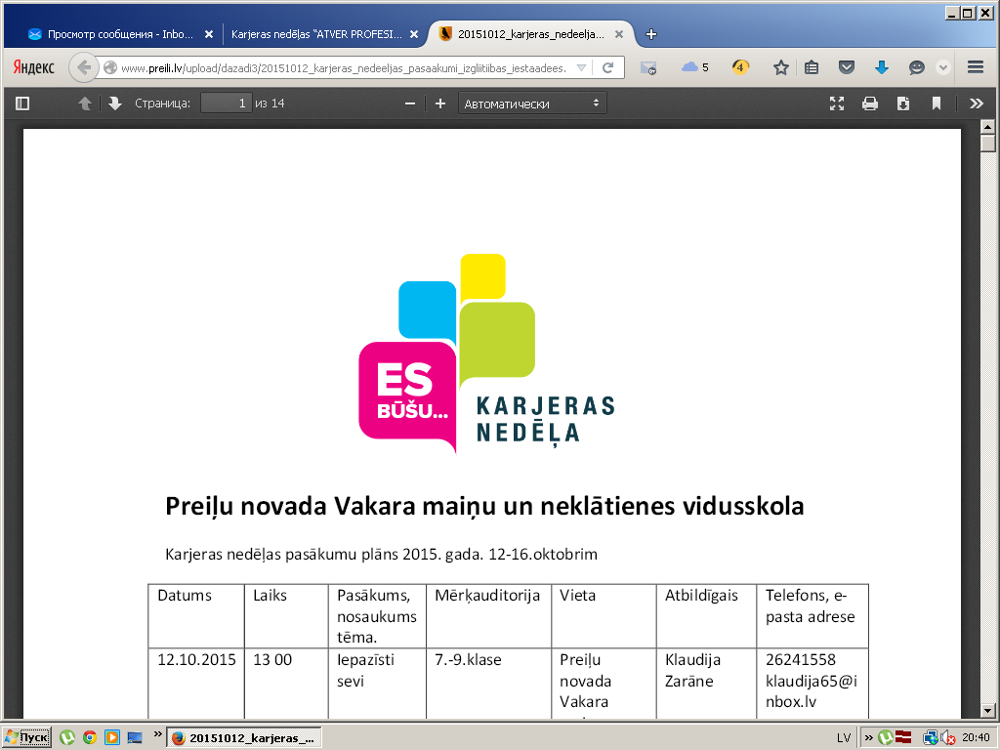 Просмотр сообщения - Inbo...
Karjeras nedēļas "ATVER PROFESI...
20151012_karjeras_nedeelja...
Яндекс
www.preili.lv/upload/dazadi3/20151012_karjeras_nedeeljas_pasaakumi_izgliitiibas_iestaadees.
5
4
Страница: 1 из 14
Автоматически
ES
BŪŠU...
KARJERAS
NEDĒĻA
Preiļu novada Vakara maiņu un neklātienes vidusskola
Karjeras nedēļas pasākumu plāns 2015. gada. 12-16.oktobrim
Datums Laiks Pasākums, nosaukums tēma. Mērķauditorija Vieta Atbildīgais Telefons, e-pasta adrese
12.10.2015 13 00 Iepazīsti sevi 7.-9.klase Preiļu novada Vakara Klaudija Zarāne 26241558 klaudija65@inbox.lv
Пуск
20151012_karjeras_...
LV
20:40